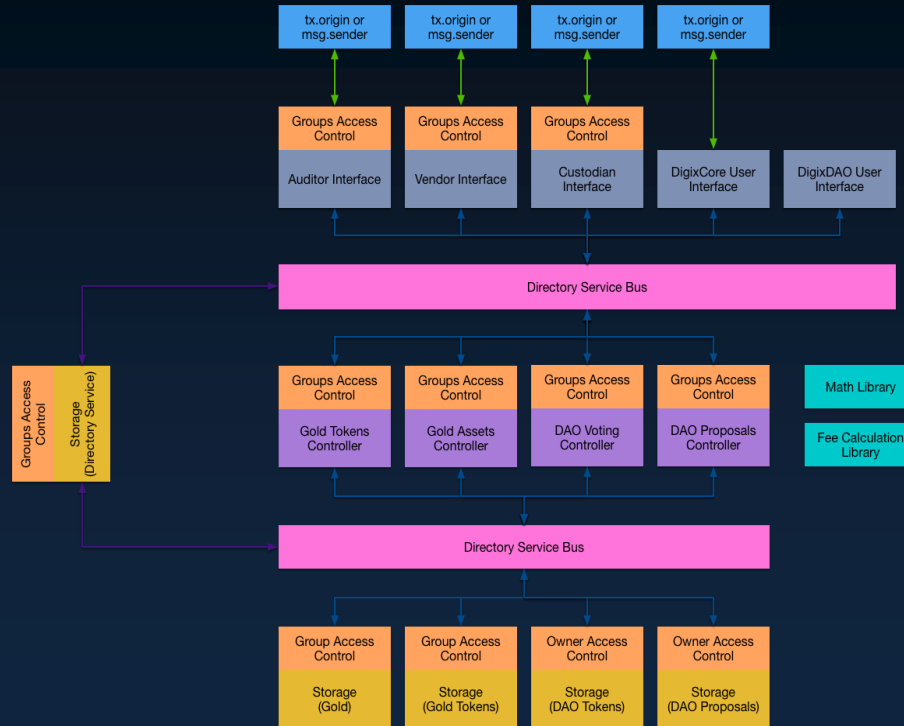 tx.origin or
msg.sender
tx.origin or
msg.sender
tx.origin or
msg.sender
tx.origin or
msg.sender
Groups Access
Control
Auditor Interface
Groups Access
Control
Vendor Interface
Groups Access
Control
Custodian
Interface
DigixCore User
Interface
DigixDAO User
Interface
Directory Service Bus
Groups Access
Control
Storage
(Directory Service)
Groups Access
Control
Gold Tokens
Controller
Groups Access
Control
Gold Assets
Controller
Groups Access
Control
DAO Voting
Controller
Groups Access
Control
DAO Proposals
Controller
Math Library
Fee Calculation
Library
Directory Service Bus
Group Access
Control
Storage
(Gold)
Group Access
Control
Storage
(Gold Tokens)
Owner Access
Control
Storage
(DAO Tokens)
Owner Access
Control
Storage
(DAO Proposals)